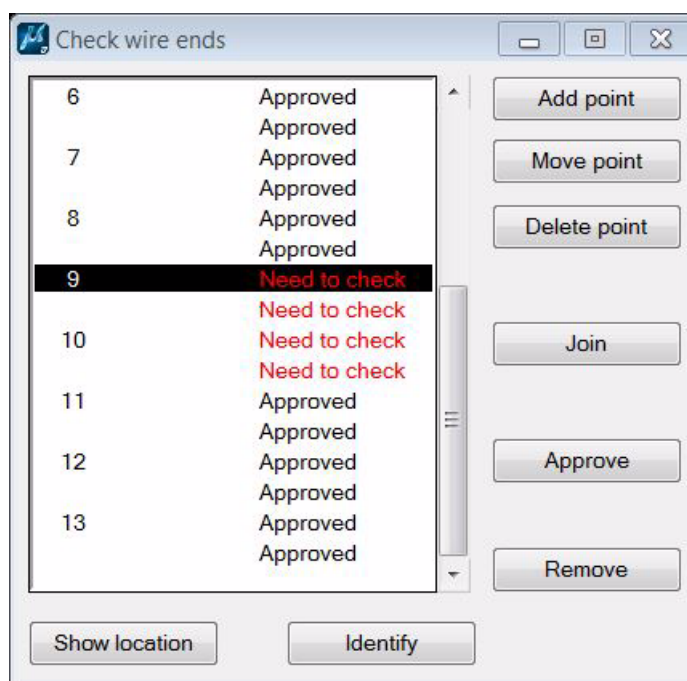 Check wire ends
6 Approved
Approved
7 Approved
Approved
8 Approved
Approved
9 Need to check
Need to check
10 Need to check
Need to check
11 Approved
Approved
12 Approved
Approved
13 Approved
Approved
Add point
Move point
Delete point
Join
Approve
Remove
Show location
Identify